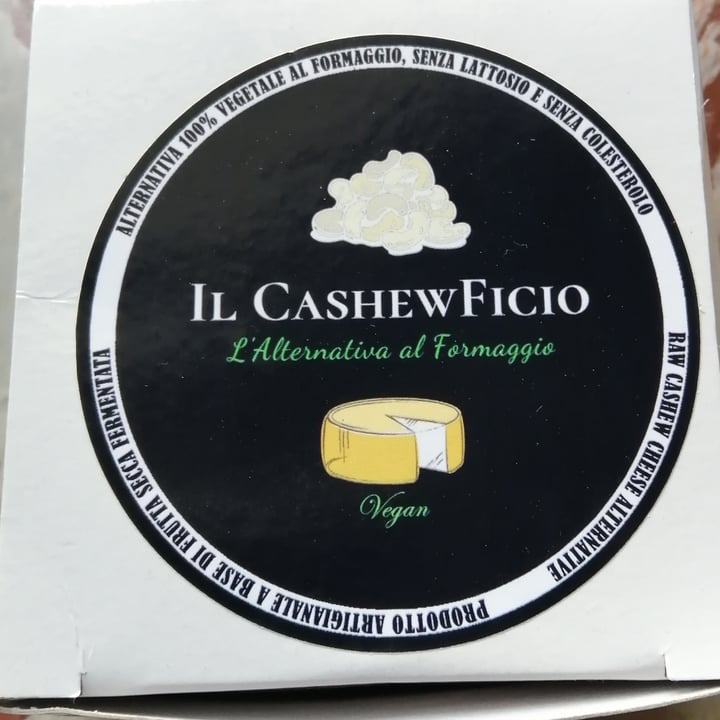 ALTERNATIVA 100% VEGETALE AL FORMAGGIO, SENZA LATTOSIO E SENZA COLESTEROLO
IL CASHEWFICIO
L'Alternativa al Formaggio
Vegan
RAW CASHEW CHEESE ALTERNATIVE
PRODOTTO ARTIGIANALE A BASE DI FRUTTA SECCA FERMENTATA